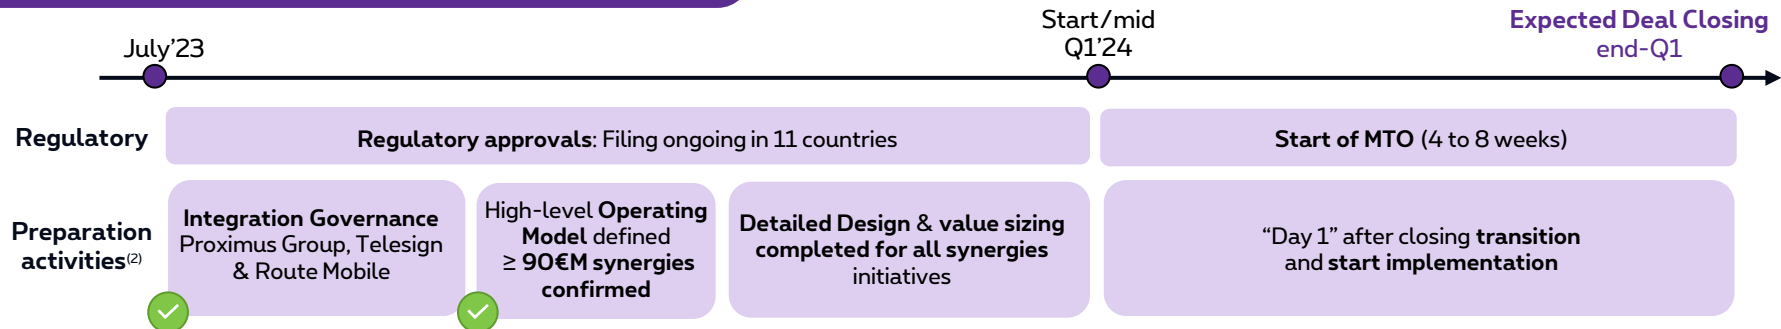 July’23
Start/mid
Q1’24
Expected Deal Closing
end-Q1
Regulatory
Regulatory approvals: Filing ongoing in 11 countries
Start of MTO (4 to 8 weeks)
Preparation
activities(2)
Integration Governance
Proximus Group, Telesign
& Route Mobile
High-level Operating
Model defined
≥ 90€M synergies
confirmed
Detailed Design & value sizing
completed for all synergies
initiatives
“Day 1” after closing transition
and start implementation